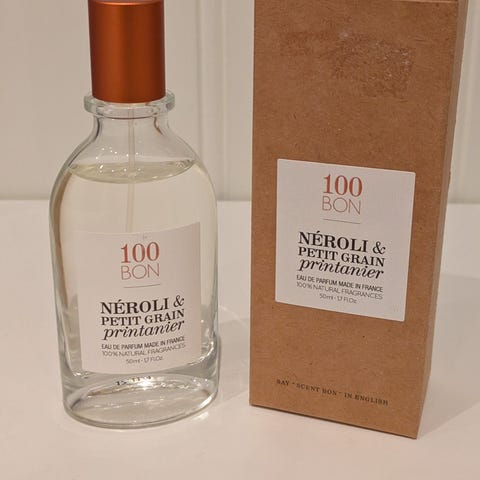 100
BON
NÉROLI &
PETIT GRAIN
printanier
EAU DE PARFUM MADE IN FRANCE
100% NATURAL FRAGRANCES
50ml - 1.7 Fl.Oz.
100
BON
NÉROLI &
PETIT GRAIN
printanier
EAU DE PARFUM MADE IN FRANCE
100% NATURAL FRAGRANCES
50ml - 1.7 Fl.Oz.
SAY "SCENT BON" IN ENGLISH